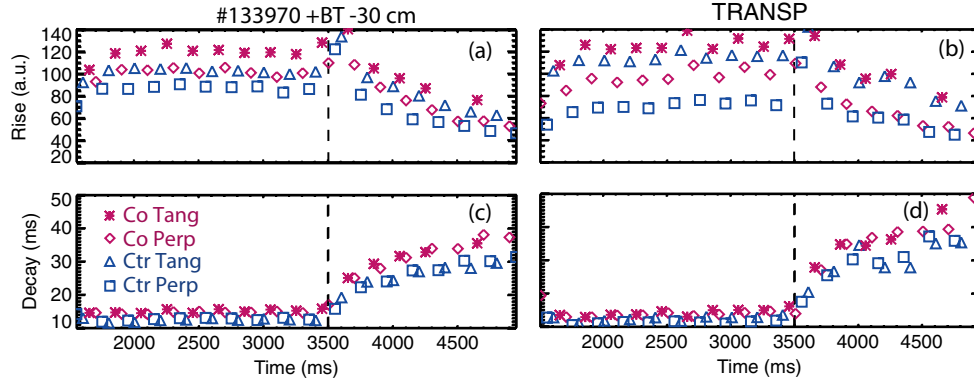 #133970 +BT -30 cm
TRANSP
140
120
100
80
60
40
20
Rise (a.u.)
(a)
(b)
50
40
30
20
10
Decay (ms)
Co Tang
Co Perp
Ctr Tang
Ctr Perp
(c)
(d)
2000 2500 3000 3500 4000 4500
2000 2500 3000 3500 4000 4500
Time (ms)
Time (ms)